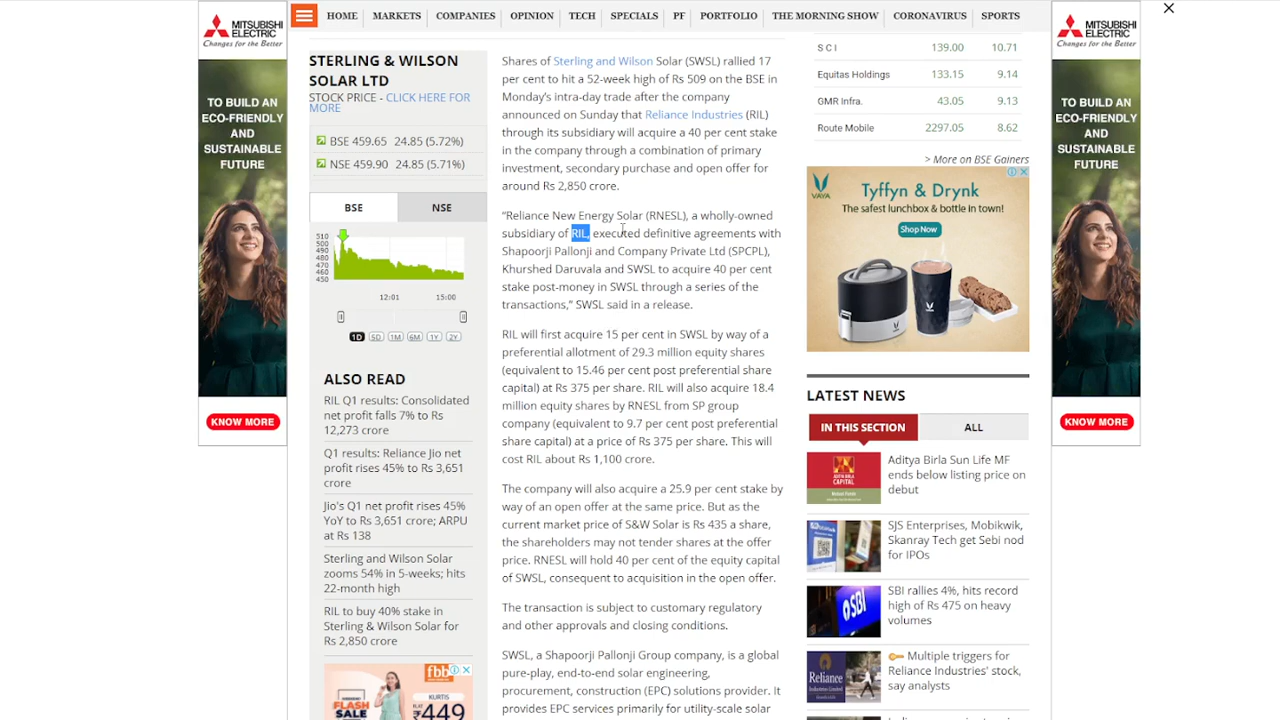 MITSUBISHI
ELECTRIC
Changes for the Better
TO BUILD AN
ECO-FRIENDLY
AND
SUSTAINABLE
FUTURE
KNOW MORE
HOME MARKETS COMPANIES OPINION TECH SPECIALS PF PORTFOLIO THE MORNING SHOW CORONAVIRUS SPORTS
STERLING & WILSON
SOLAR LTD
STOCK PRICE - CLICK HERE FOR
MORE
BSE 459.65 24.85 (5.72%)
NSE 459.90 24.85 (5.71%)
BSE NSE
510
500
490
480
470
460
450
12:01 15:00
1D 5D 1M 6M 1Y 2Y
ALSO READ
RIL Q1 results: Consolidated
net profit falls 7% to Rs
12,273 crore
Q1 results: Reliance Jio net
profit rises 45% to Rs 3,651
crore
Jio's Q1 net profit rises 45%
YoY to Rs 3,651 crore; ARPU
at Rs 138
Sterling and Wilson Solar
zooms 54% in 5-weeks; hits
22-month high
RIL to buy 40% stake in
Sterling & Wilson Solar for
Rs 2,850 crore
fbb
INDEPENDENCE
FLASH
SALE
KURTIS
₹449
Shares of Sterling and Wilson Solar (SWSL) rallied 17
per cent to hit a 52-week high of Rs 509 on the BSE in
Monday's intra-day trade after the company
announced on Sunday that Reliance Industries (RIL)
through its subsidiary will acquire a 40 per cent stake
in the company through a combination of primary
investment, secondary purchase and open offer for
around Rs 2,850 crore.
"Reliance New Energy Solar (RNESL), a wholly-owned
subsidiary of RIL, executed definitive agreements with
Shapoorji Pallonji and Company Private Ltd (SPCPL),
Khurshed Daruvala and SWSL to acquire 40 per cent
stake post-money in SWSL through a series of the
transactions," SWSL said in a release.
RIL will first acquire 15 per cent in SWSL by way of a
preferential allotment of 29.3 million equity shares
(equivalent to 15.46 per cent post preferential share
capital) at Rs 375 per share. RIL will also acquire 18.4
million equity shares by RNESL from SP group
company (equivalent to 9.7 per cent post preferential
share capital) at a price of Rs 375 per share. This will
cost RIL about Rs 1,100 crore.
The company will also acquire a 25.9 per cent stake by
way of an open offer at the same price. But as the
current market price of S&W Solar is Rs 435 a share,
the shareholders may not tender shares at the offer
price. RNESL will hold 40 per cent of the equity capital
of SWSL, consequent to acquisition in the open offer.
The transaction is subject to customary regulatory
and other approvals and closing conditions.
SWSL, a Shapoorji Pallonji Group company, is a global
pure-play, end-to-end solar engineering,
procurement, construction (EPC) solutions provider. It
provides EPC services primarily for utility-scale solar
S C I 139.00 10.71
Equitas Holdings 133.15 9.14
GMR Infra. 43.05 9.13
Route Mobile 2297.05 8.62
> More on BSE Gainers
VAYA
Tyffyn & Drynk
The safest lunchbox & bottle in town!
Shop Now
LATEST NEWS
IN THIS SECTION ALL
ADITYA BIRLA
CAPITAL
Aditya Birla Sun Life MF
ends below listing price on
debut
SJS Enterprises, Mobikwik,
Skanray Tech get Sebi nod
for IPOs
SBI
SBI rallies 4%, hits record
high of Rs 475 on heavy
volumes
Reliance
Industries Limited
Multiple triggers for
Reliance Industries' stock,
say analysts
MITSUBISHI
ELECTRIC
Changes for the Better
TO BUILD AN
ECO-FRIENDLY
AND
SUSTAINABLE
FUTURE
KNOW MORE